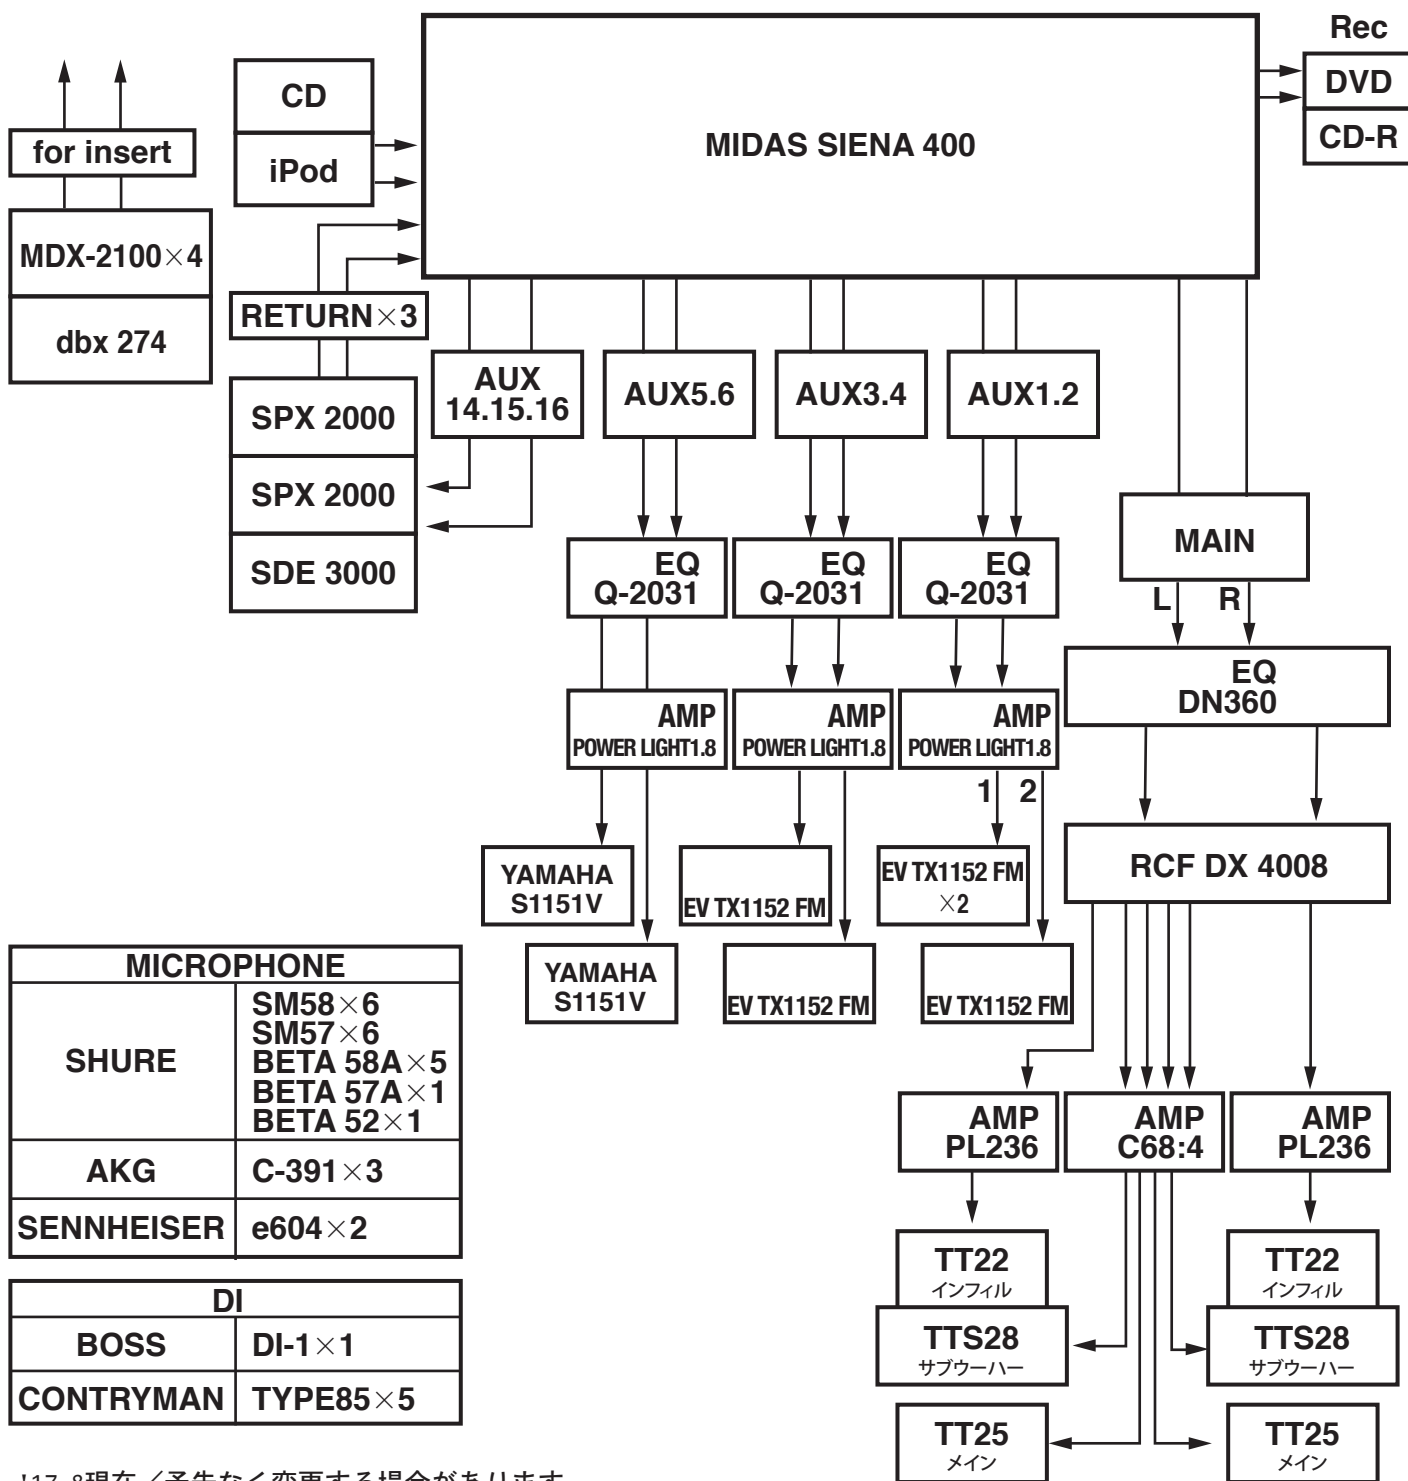 Rec
DVD
CD-R
CD
iPod
MIDAS SIENA 400
for insert
MDX-2100×4
dbx 274
RETURN×3
SPX 2000
SPX 2000
SDE 3000
AUX
14.15.16
AUX5.6
AUX3.4
AUX1.2
MAIN
L
R
EQ
Q-2031
EQ
Q-2031
EQ
Q-2031
EQ
DN360
AMP
POWER LIGHT1.8
AMP
POWER LIGHT1.8
AMP
POWER LIGHT1.8
1
2
RCF DX 4008
YAMAHA
S1151V
EV TX1152 FM
EV TX1152 FM
×2
YAMAHA
S1151V
EV TX1152 FM
EV TX1152 FM
AMP
PL236
AMP
C68:4
AMP
PL236
TT22
インフィル
TTS28
サブウーハー
TT25
メイン
TT22
インフィル
TTS28
サブウーハー
TT25
メイン
MICROPHONE
SHURE
SM58×6
SM57×6
BETA 58A×5
BETA 57A×1
BETA 52×1
AKG
C-391×3
SENNHEISER
e604×2
DI
BOSS
DI-1×1
CONTRYMAN
TYPE85×5